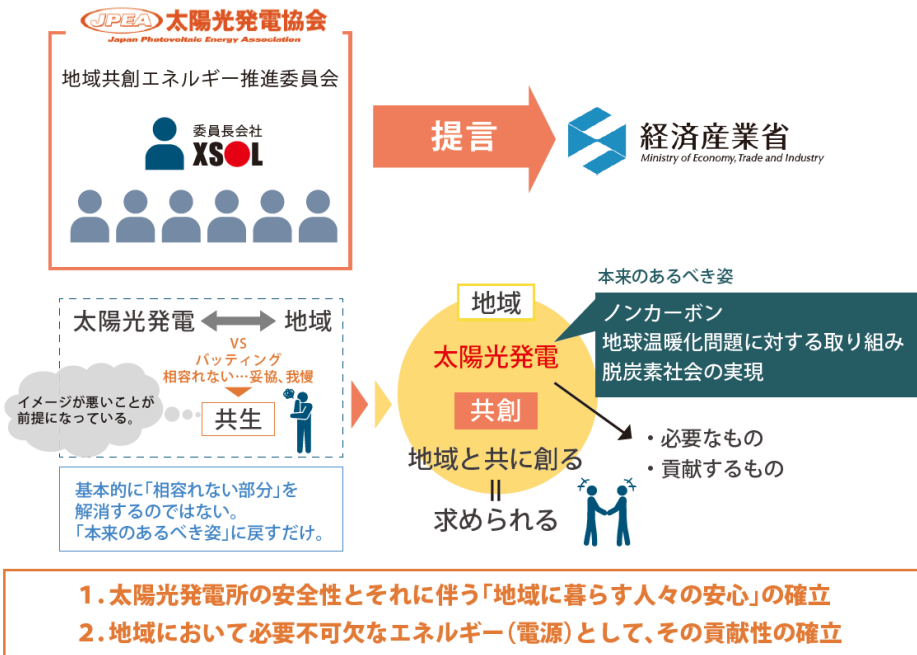 JPEA 太陽光発電協会
Japan Photovoltaic Energy Association
地域共創エネルギー推進委員会
委員長会社
XSOL
提言
経済産業省
Ministry of Economy, Trade and Industry
太陽光発電 地域
VS
バッティング
相容れない…妥協、我慢
共生
イメージが悪いことが
前提になっている。
基本的に「相容れない部分」を
解消するのではない。
「本来のあるべき姿」に戻すだけ。
地域
太陽光発電
共創
地域と共に創る
=
求められる
本来のあるべき姿
ノンカーボン
地球温暖化問題に対する取り組み
脱炭素社会の実現
・必要なもの
・貢献するもの
1.太陽光発電所の安全性とそれに伴う「地域に暮らす人々の安心」の確立
2.地域において必要不可欠なエネルギー(電源)として、その貢献性の確立